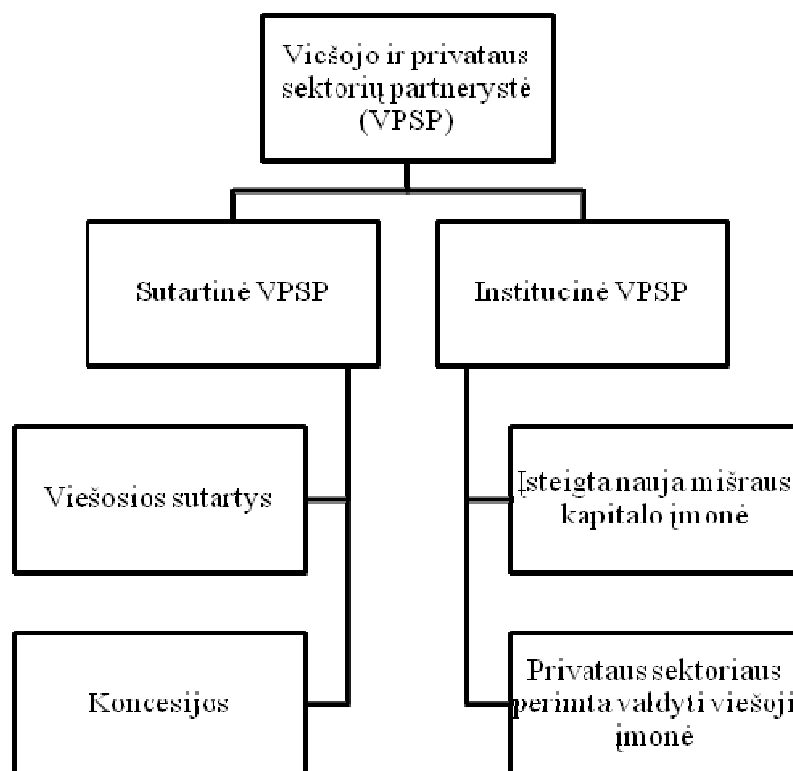 Viešojo ir privataus
sektorių partnerystė
(VPSP)
Sutartinė VPSP
Institucinė VPSP
Viešosios sutartys
Įsteigta nauja mišraus
kapitalo įmonė
Koncesijos
Privataus sektoriaus
perimta valdyti viešoji
įmonė